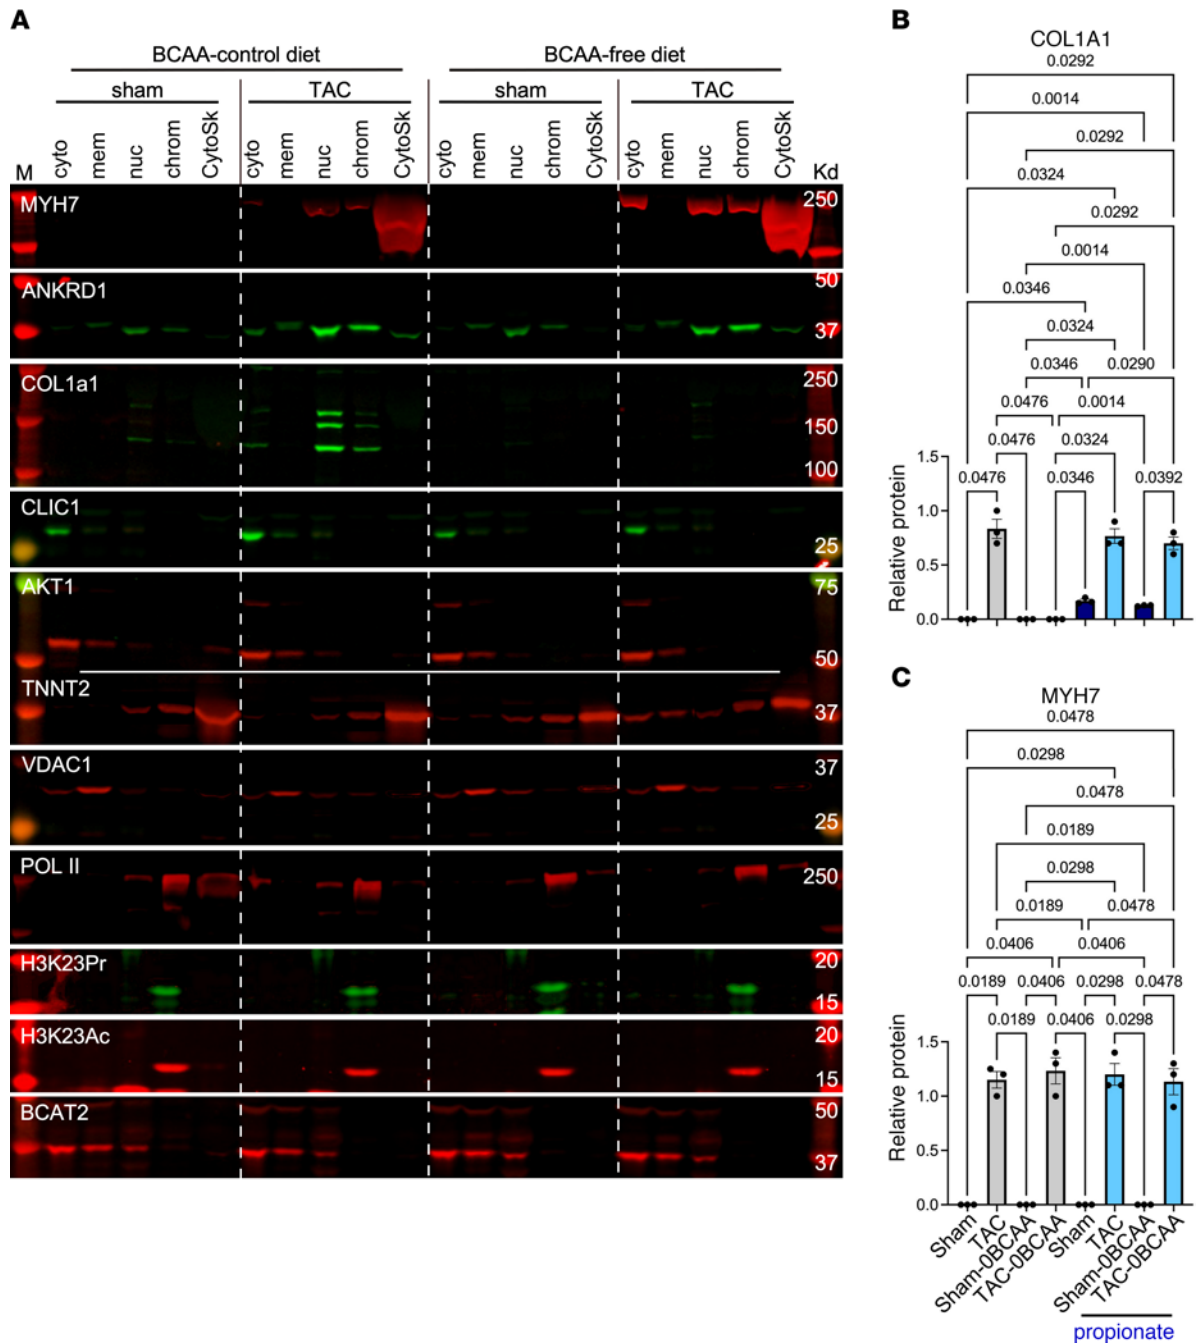 A
BCAA-control diet
BCAA-free diet
sham
TAC
sham
TAC
M
cyto
mem
nuc
chrom
CytoSk
cyto
mem
nuc
chrom
CytoSk
cyto
mem
nuc
chrom
CytoSk
cyto
mem
nuc
chrom
CytoSk
Kd
MYH7
250
ANKRD1
50
37
COL1a1
250
150
100
CLIC1
25
AKT1
75
50
TNNT2
37
VDAC1
37
25
POL II
250
H3K23Pr
20
15
H3K23Ac
20
15
BCAT2
50
37
B
COL1A1
0.0292
0.0014
0.0292
0.0324
0.0292
0.0014
0.0346
0.0324
0.0346 0.0290
0.0476 0.0014
0.0476 0.0324
0.0476 0.0346 0.0392
Relative protein
1.5
1.0
0.5
0.0
C
MYH7
0.0478
0.0298
0.0478
0.0189
0.0298
0.0189 0.0478
0.0406 0.0406
0.0189 0.0406 0.0298 0.0478
0.0189 0.0406 0.0298
Relative protein
1.5
1.0
0.5
0.0
Sham
TAC
Sham-0BCAA
TAC-0BCAA
Sham
TAC
Sham-0BCAA
TAC-0BCAA
propionate